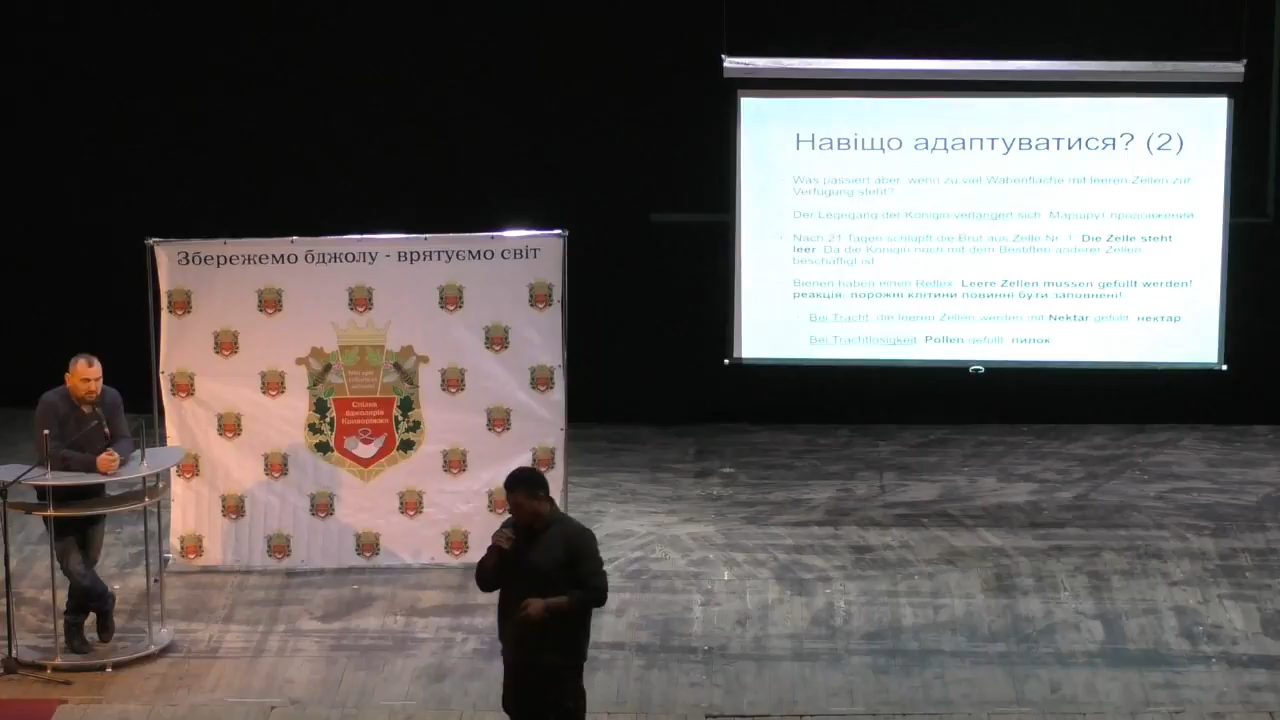 Збережемо бджолу - врятуємо світ
Спілка
бджолярів
Криворіжжя
Навіщо адаптуватися? (2)
Was passiert aber, wenn zu viel Wabenfläche mit leeren Zellen zur
Verfügung steht?
Der Legegang der Königin verlängert sich. Маршрут продовжений
Nach 21 Tagen schlüpft die Brut aus Zelle Nr. 1. Die Zelle steht
leer. Da die Königin noch mit dem Bestiften anderer Zellen
beschäftigt ist.
Bienen haben einen Reflex: Leere Zellen müssen gefüllt werden!
реакція: порожні клітини повинні бути заповнені!
Bei Tracht: die leeren Zellen werden mit Nektar gefüllt. нектар
Bei Trachtlosigkeit: Pollen gefüllt. пилок